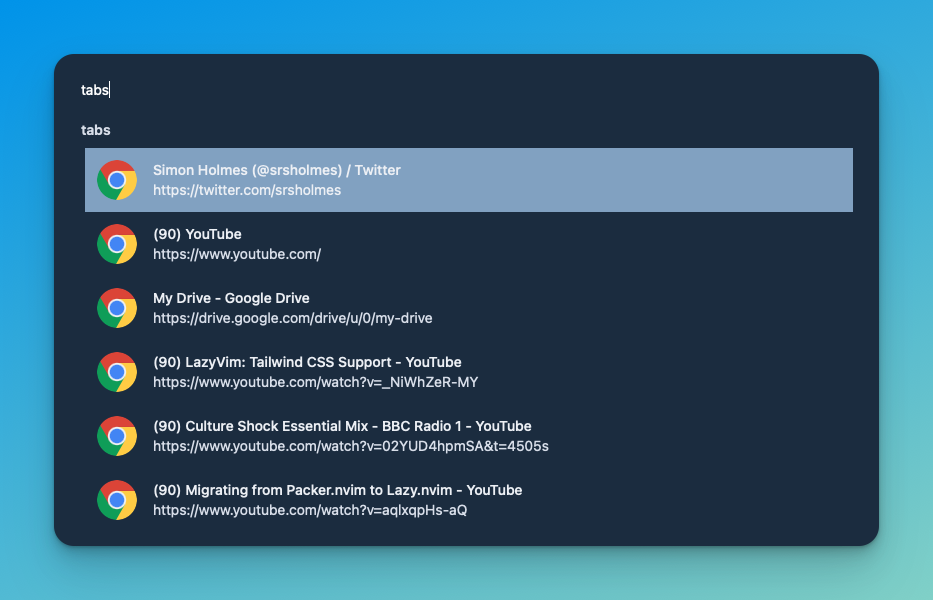 tabs
tabs
Simon Holmes (@srsholmes) / Twitter
https://twitter.com/srsholmes
(90) YouTube
https://www.youtube.com/
My Drive - Google Drive
https://drive.google.com/drive/u/0/my-drive
(90) LazyVim: Tailwind CSS Support - YouTube
https://www.youtube.com/watch?v=_NiWhZeR-MY
(90) Culture Shock Essential Mix - BBC Radio 1 - YouTube
https://www.youtube.com/watch?v=02YUD4hpmSA&t=4505s
(90) Migrating from Packer.nvim to Lazy.nvim - YouTube
https://www.youtube.com/watch?v=aqlxqpHs-aQ